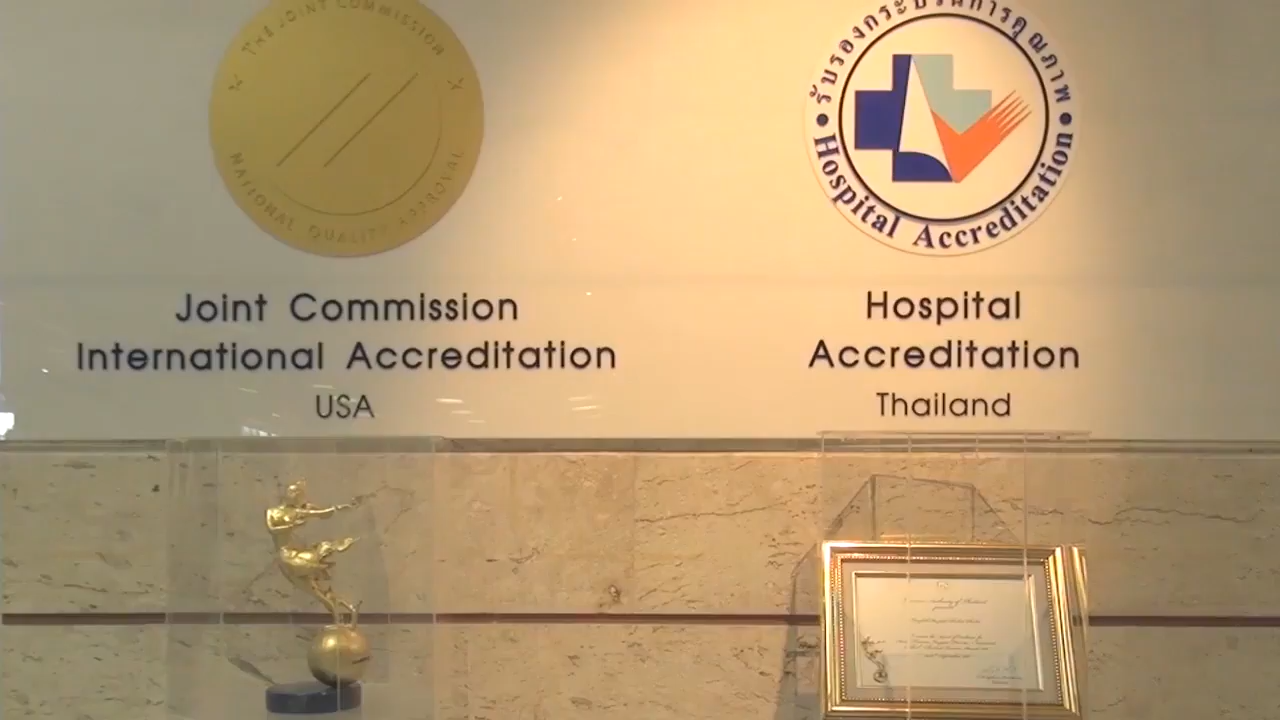 THE JOINT COMMISSION
NATIONAL QUALITY APPROVAL
Joint Commission
International Accreditation
USA
รับรองกระบวนการคุณภาพ
Hospital Accreditation
Hospital
Accreditation
Thailand